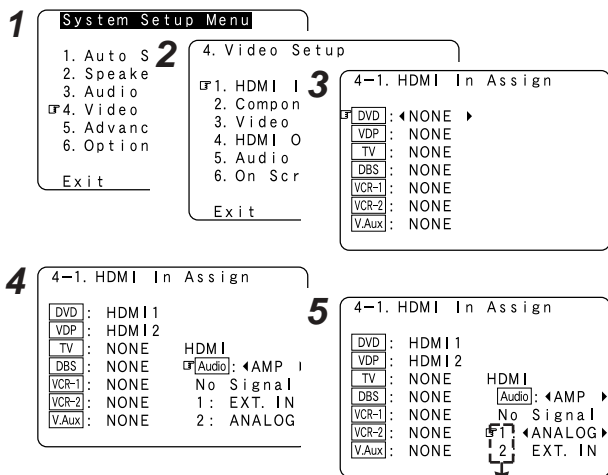 1
System Setup Menu
1. Auto S
2. Speake
3. Audio
☞4. Video
5. Advanc
6. Option
Exit
2
4. Video Setup
☞1. HDMI I
2. Compon
3. Video
4. HDMI O
5. Audio
6. On Scr
Exit
3
4-1. HDMI In Assign
☞DVD : ◀NONE ▶
VDP : NONE
TV : NONE
DBS : NONE
VCR-1 : NONE
VCR-2 : NONE
V.Aux : NONE
4
4-1. HDMI In Assign
DVD : HDMI1
VDP : HDMI2
TV : NONE HDMI
DBS : NONE ☞Audio : ◀AMP
VCR-1 : NONE No Signal
VCR-2 : NONE 1 : EXT. IN
V.Aux : NONE 2 : ANALOG
5
4-1. HDMI In Assign
DVD : HDMI1
VDP : HDMI2
TV : NONE HDMI
DBS : NONE Audio : ◀AMP ▶
VCR-1 : NONE No Signal
VCR-2 : NONE ☞1 : ◀ANALOG▶
V.Aux : NONE 2 EXT. IN